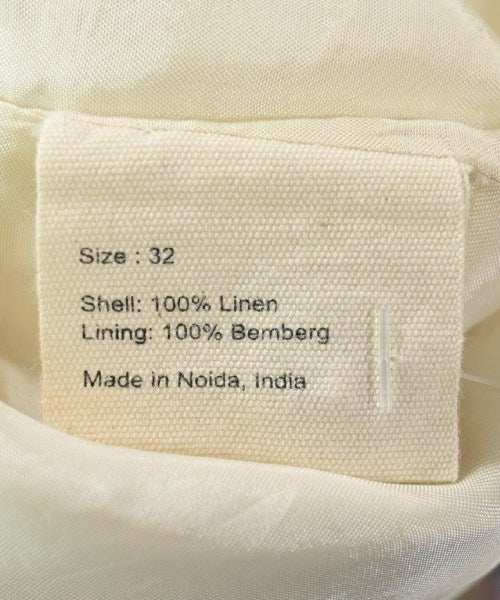 Size : 32
Shell: 100% Linen
Lining: 100% Bemberg
Made in Noida, India